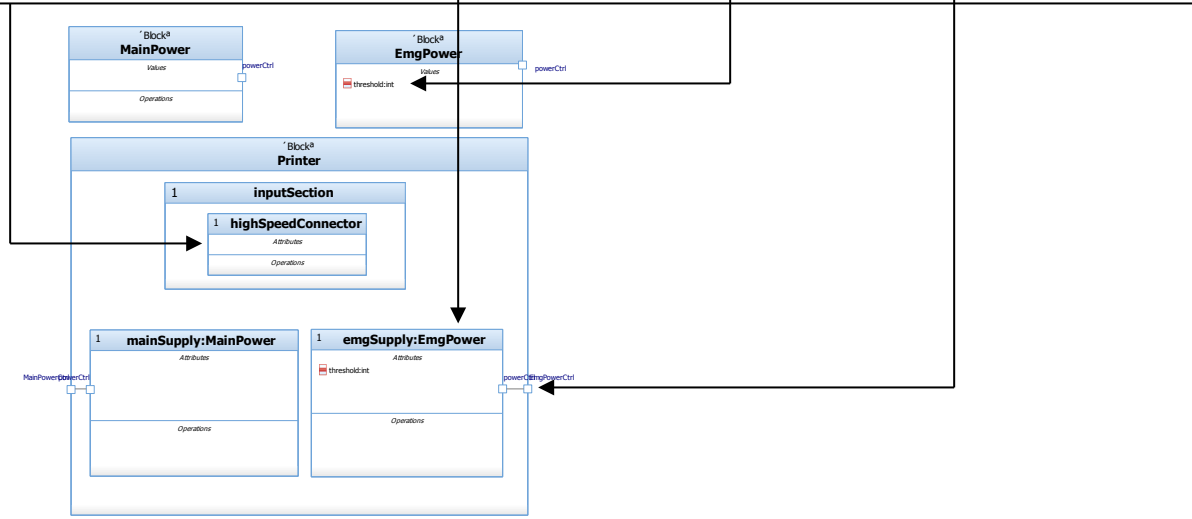 ´Blockª
MainPower
Values
powerCtrl
Operations
´Blockª
EmgPower
Values
powerCtrl
threshold:int
´Blockª
Printer
1 inputSection
1 highSpeedConnector
Attributes
Operations
1 mainSupply:MainPower
Attributes
Operations
1 emgSupply:EmgPower
Attributes
threshold:int
Operations